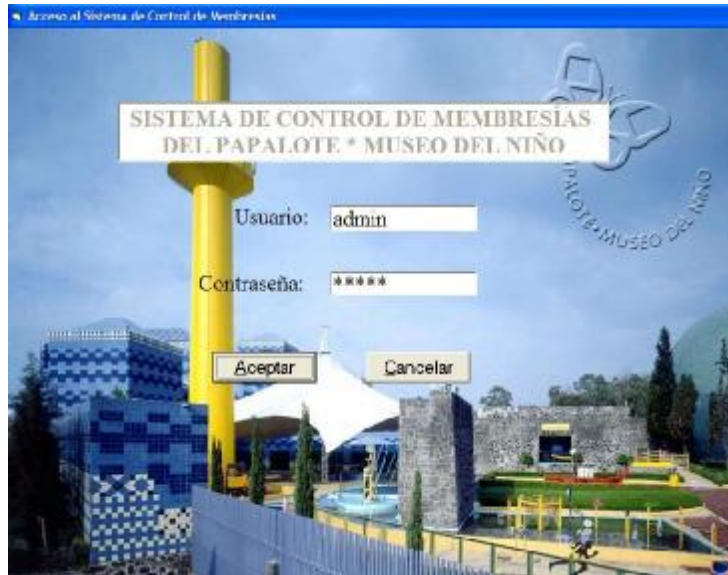 Acceso al Sistema de Control de Membresías
SISTEMA DE CONTROL DE MEMBRESÍAS
DEL PAPALOTE * MUSEO DEL NIÑO
PAPALOTE•MUSEO DEL NIÑO
Usuario: admin
Contraseña: *****
Aceptar Cancelar